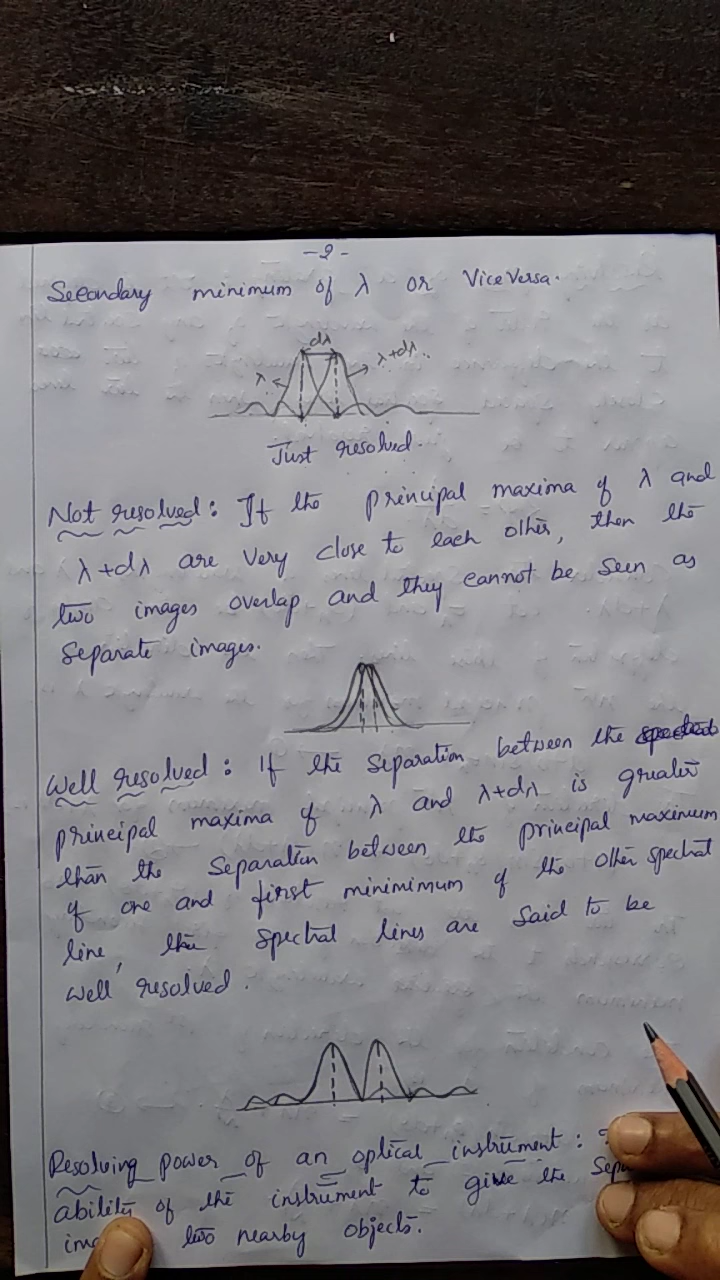 -2-
Secondary minimum of λ or Vice Versa.
dλ
λ
λ+dλ.
Just resolved.
Not resolved: If the principal maxima of λ and
λ+dλ are very close to each other, then the
two images overlap and they cannot be seen as
separate images.
Well resolved: If the separation between the
principal maxima of λ and λ+dλ is greater
than the separation between the principal maximum
of one and first minimimum of the other spectral
line, the spectral lines are said to be
well resolved.
Resolving power of an optical instrument:
ability of the instrument to give the
two nearby objects.